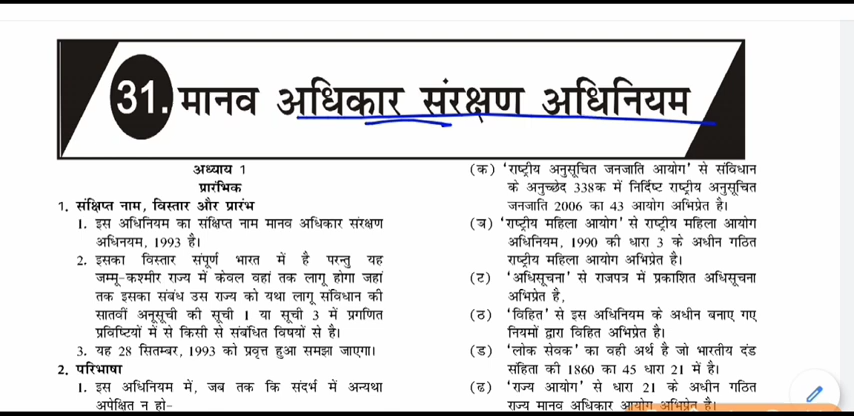 31. मानव अधिकार संरक्षण अधिनियम
अध्याय 1
प्रारंभिक
1. संक्षिप्त नाम, विस्तार और प्रारंभ
1. इस अधिनियम का संक्षिप्त नाम मानव अधिकार संरक्षण
अधिनयम, 1993 है।
2. इसका विस्तार संपूर्ण भारत में है परन्तु यह
जम्मू-कश्मीर राज्य में केवल वहां तक लागू होगा जहां
तक इसका संबंध उस राज्य को यथा लागू संविधान की
सातवीं अनुसूची की सूची 1 या सूची 3 में प्रगणित
प्रविष्टियों में से किसी से संबंधित विषयों से है।
3. यह 28 सितम्बर, 1993 को प्रवृत्त हुआ समझा जाएगा।
2. परिभाषा
1. इस अधिनियम में, जब तक कि संदर्भ में अन्यथा
अपेक्षित न हो-
(क) 'राष्ट्रीय अनुसूचित जनजाति आयोग' से संविधान
के अनुच्छेद 338क में निर्दिष्ट राष्ट्रीय अनुसूचित
जनजाति 2006 का 43 आयोग अभिप्रेत है।
(ञ) 'राष्ट्रीय महिला आयोग' से राष्ट्रीय महिला आयोग
अधिनियम, 1990 की धारा 3 के अधीन गठित
राष्ट्रीय महिला आयोग अभिप्रेत है।
(ट) 'अधिसूचना' से राजपत्र में प्रकाशित अधिसूचना
अभिप्रेत है,
(ठ) 'विहित' से इस अधिनियम के अधीन बनाए गए
नियमों द्वारा विहित अभिप्रेत है।
(ड) 'लोक सेवक' का वही अर्थ है जो भारतीय दंड
संहिता की 1860 का 45 धारा 21 में है।
(ढ) 'राज्य आयोग' से धारा 21 के अधीन गठित
राज्य मानव अधिकार आयोग अभिप्रेत है।